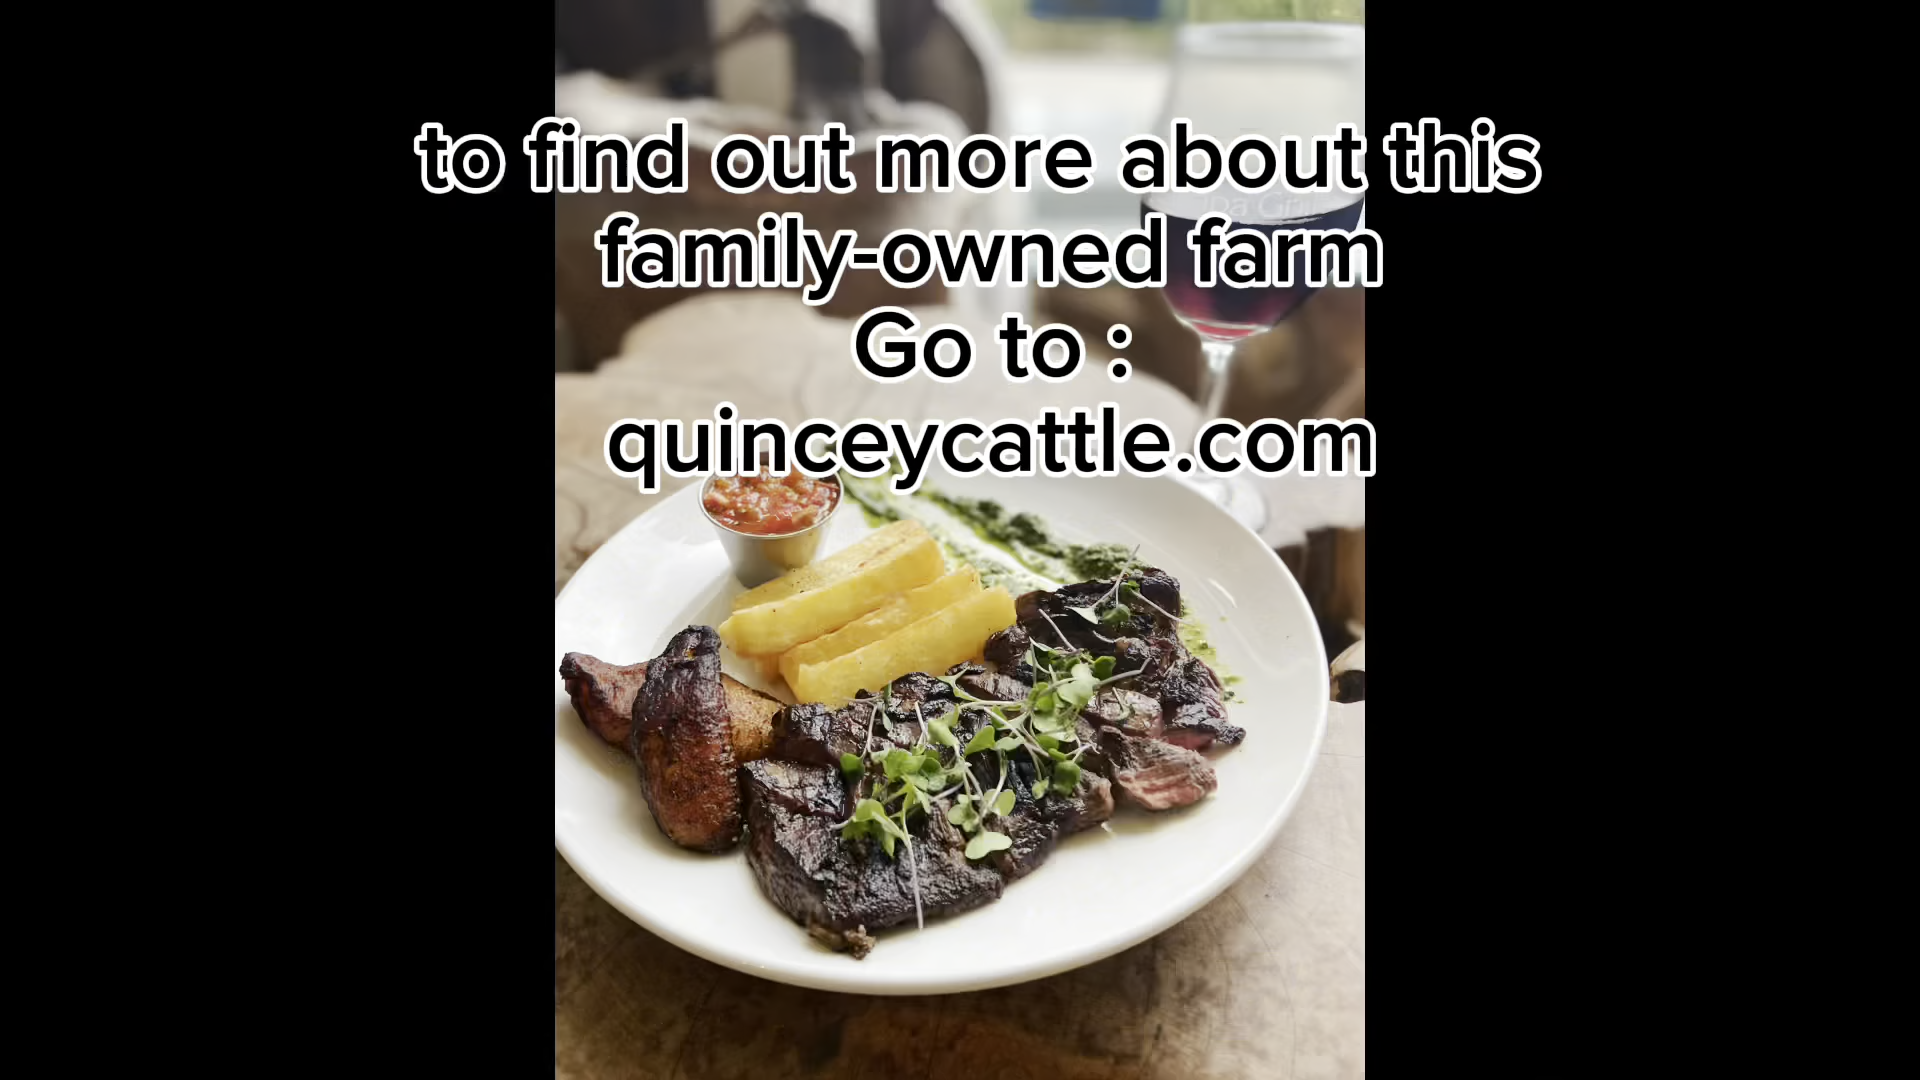 to find out more about this
family-owned farm
Go to :
quinceycattle.com